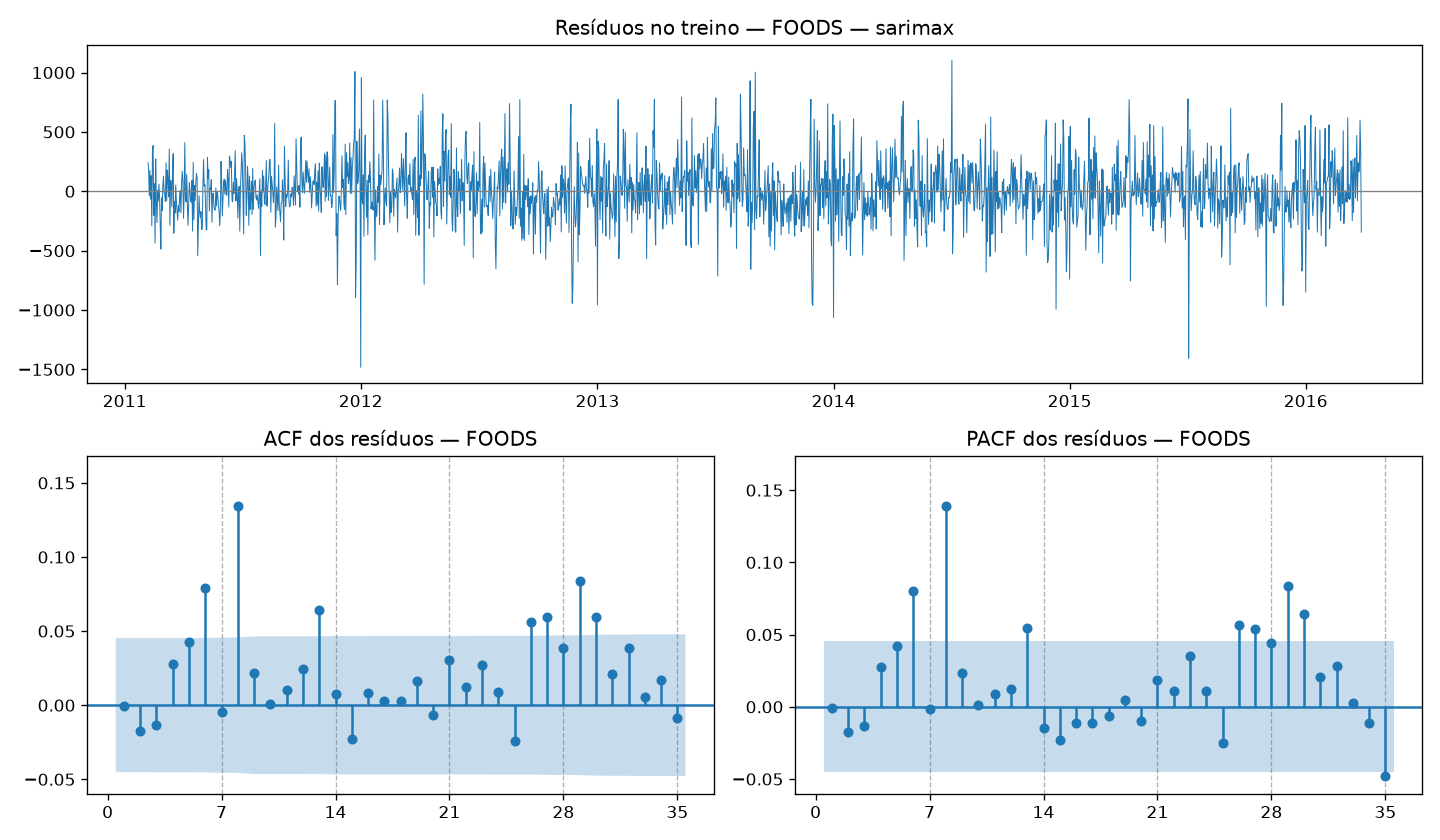 Resíduos no treino — FOODS — sarimax
1000
500
0
−500
−1000
−1500
2011 2012 2013 2014 2015 2016
ACF dos resíduos — FOODS
0.15
0.10
0.05
0.00
−0.05
0 7 14 21 28 35
PACF dos resíduos — FOODS
0.15
0.10
0.05
0.00
−0.05
0 7 14 21 28 35